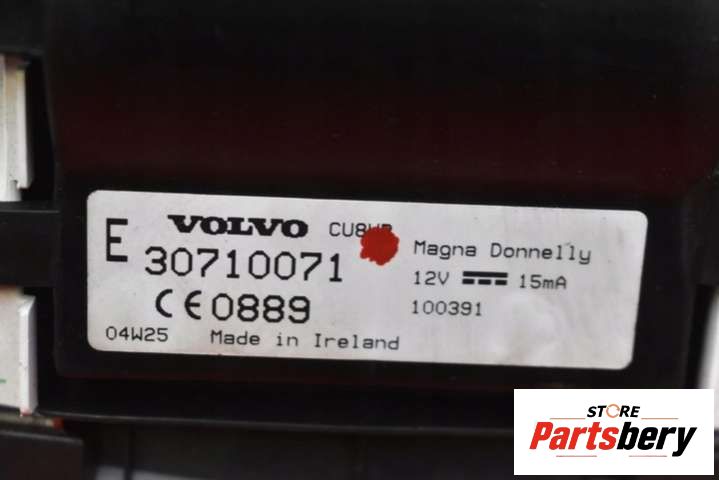 E VOLVO
30710071
CE0889
04W25 Made in Ireland
Magna Donnelly
12V 15mA
100391
STORE
Partsbery